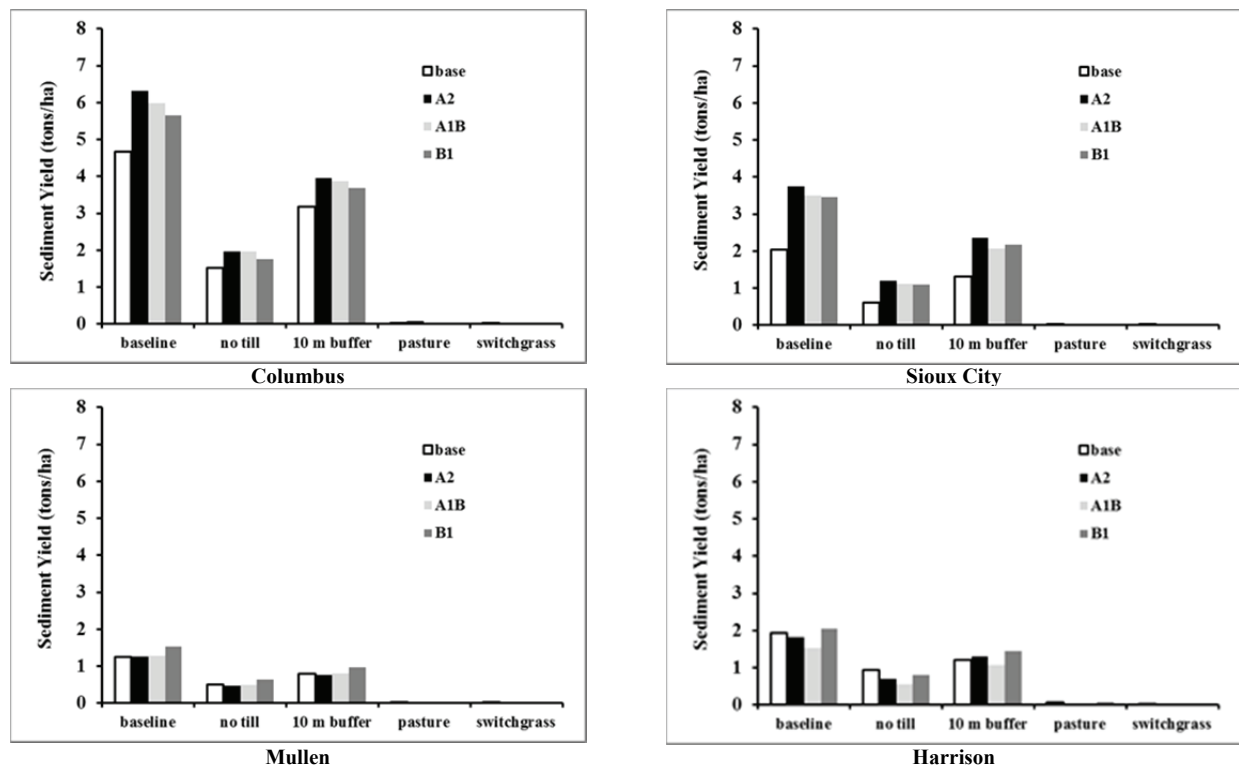 Sediment Yield (tons/ha)
8
7
6
5
4
3
2
1
0
base
A2
A1B
B1
baseline no till 10 m buffer pasture switchgrass
Columbus
Sediment Yield (tons/ha)
8
7
6
5
4
3
2
1
0
base
A2
A1B
B1
baseline no till 10 m buffer pasture switchgrass
Sioux City
Sediment Yield (tons/ha)
8
7
6
5
4
3
2
1
0
base
A2
A1B
B1
baseline no till 10 m buffer pasture switchgrass
Mullen
Sediment Yield (tons/ha)
8
7
6
5
4
3
2
1
0
base
A2
A1B
B1
baseline no till 10 m buffer pasture switchgrass
Harrison